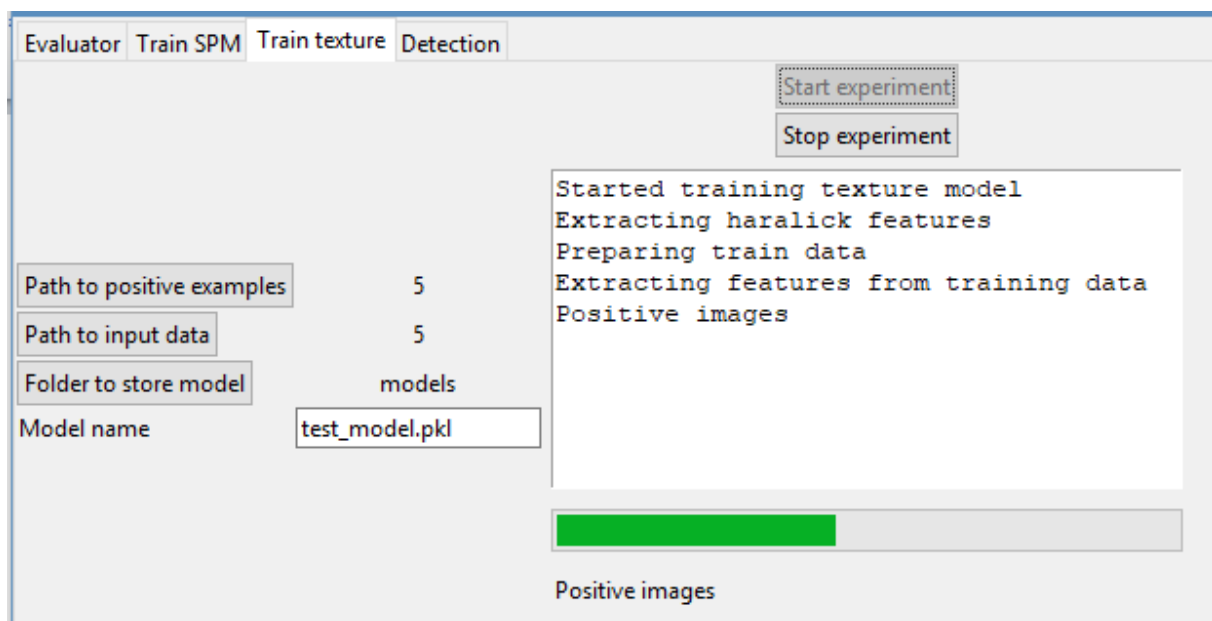 Evaluator Train SPM Train texture Detection
Start experiment
Stop experiment
Started training texture model
Extracting haralick features
Preparing train data
Extracting features from training data
Positive images
Path to positive examples 5
Path to input data 5
Folder to store model models
Model name test_model.pkl
Positive images